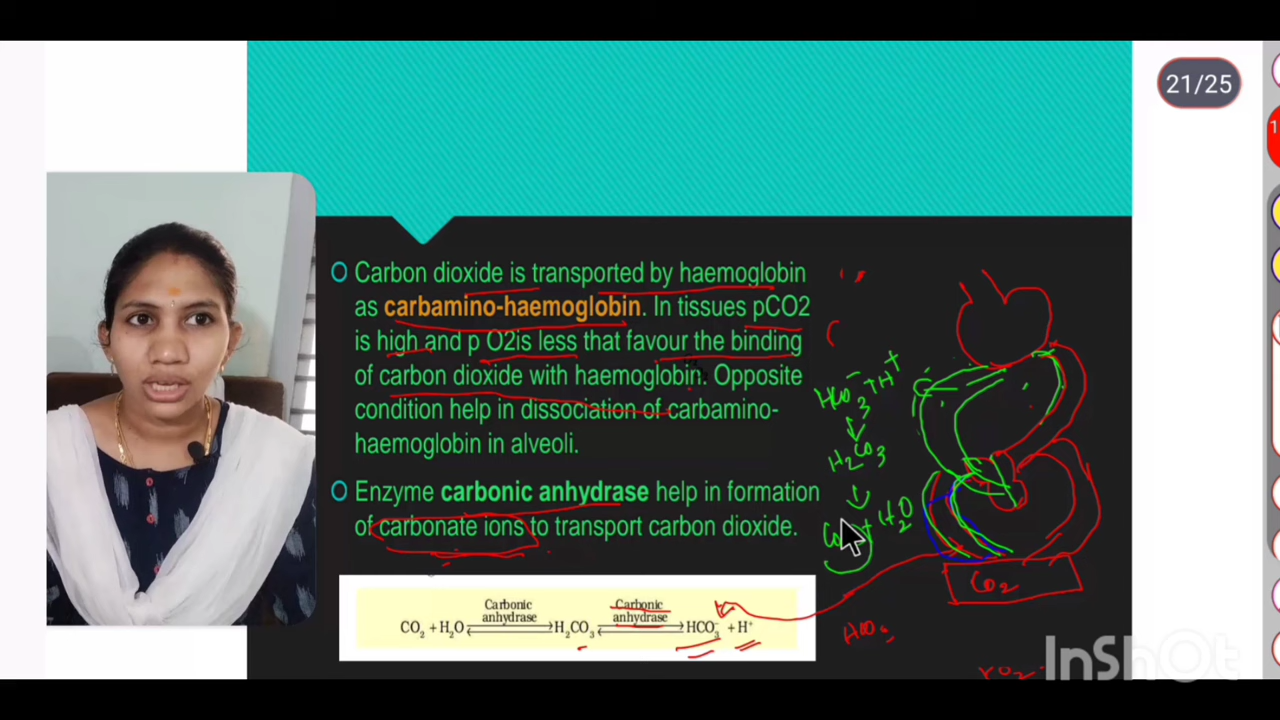 21/25
Carbon dioxide is transported by haemoglobin
as carbamino-haemoglobin. In tissues pCO2
is high and p O2is less that favour the binding
of carbon dioxide with haemoglobin. Opposite
condition help in dissociation of carbamino-
haemoglobin in alveoli.
Enzyme carbonic anhydrase help in formation
of carbonate ions to transport carbon dioxide.
Carbonic anhydrase Carbonic anhydrase
CO₂ + H₂O ⇌ H₂CO₃ ⇌ HCO₃⁻ + H⁺
HCO₃⁻ + H⁺
H₂CO₃
+ H₂O
CO₂
HCO₃
InShOt